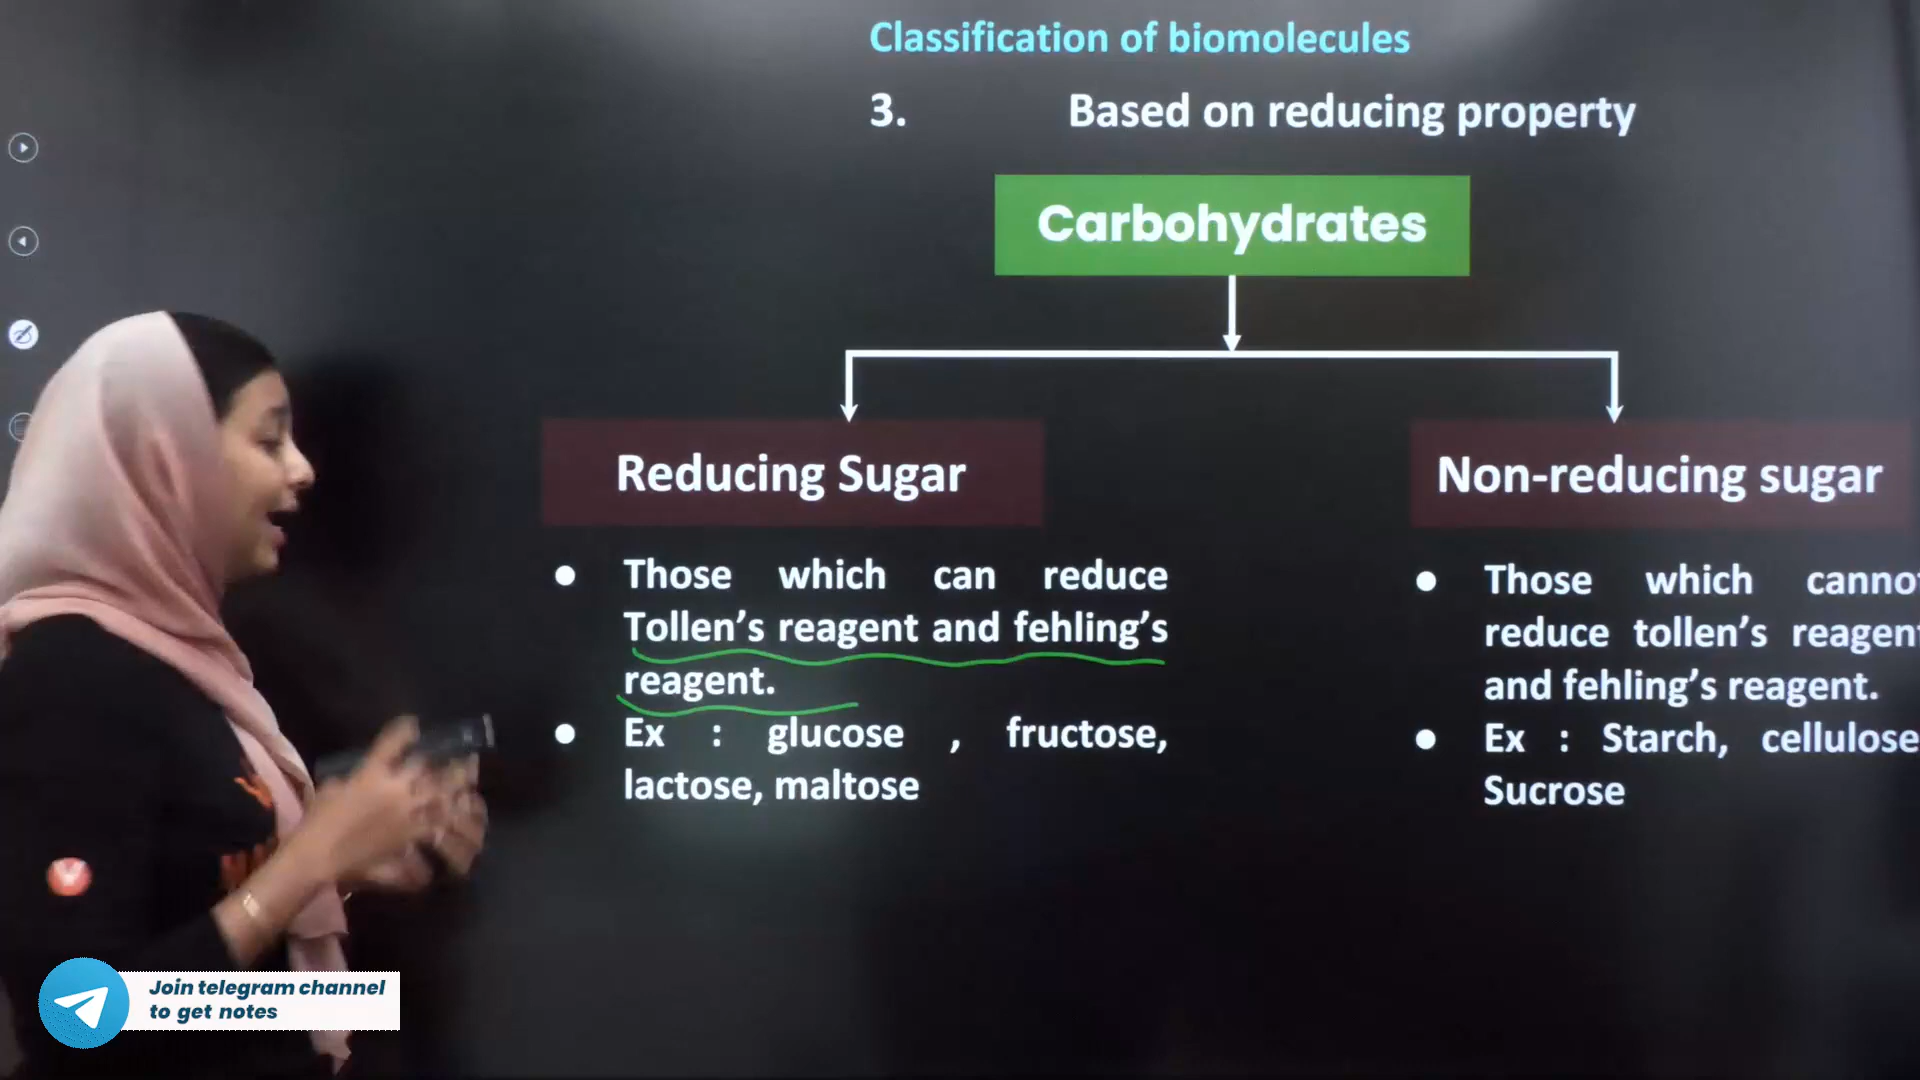 Classification of biomolecules
3. Based on reducing property
Carbohydrates
Reducing Sugar
● Those which can reduce
Tollen’s reagent and fehling’s
reagent.
● Ex : glucose , fructose,
lactose, maltose
Non-reducing sugar
● Those which canno
reduce tollen’s reagen
and fehling’s reagent.
● Ex : Starch, cellulose
Sucrose
Join telegram channel
to get notes